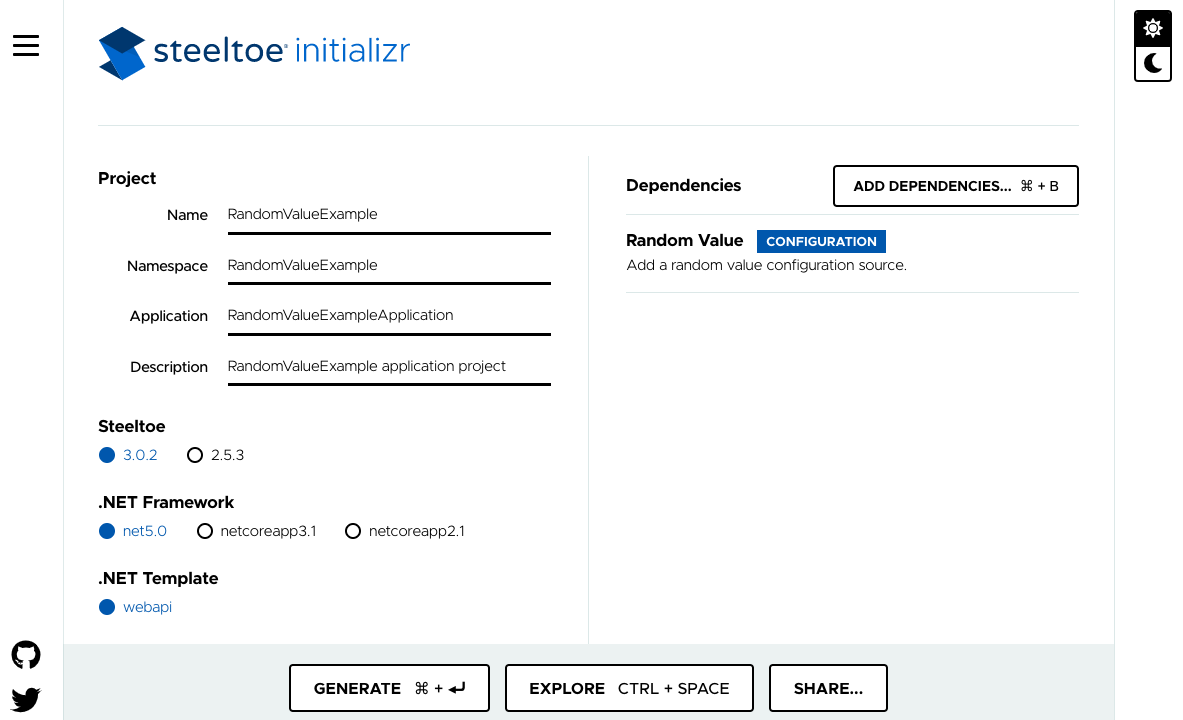 steeltoe® initializr
Project
Name RandomValueExample
Namespace RandomValueExample
Application RandomValueExampleApplication
Description RandomValueExample application project
Steeltoe
3.0.2 2.5.3
.NET Framework
net5.0 netcoreapp3.1 netcoreapp2.1
.NET Template
webapi
Dependencies ADD DEPENDENCIES... ⌘ + B
Random Value CONFIGURATION
Add a random value configuration source.
GENERATE ⌘ + ⏎ EXPLORE CTRL + SPACE SHARE...